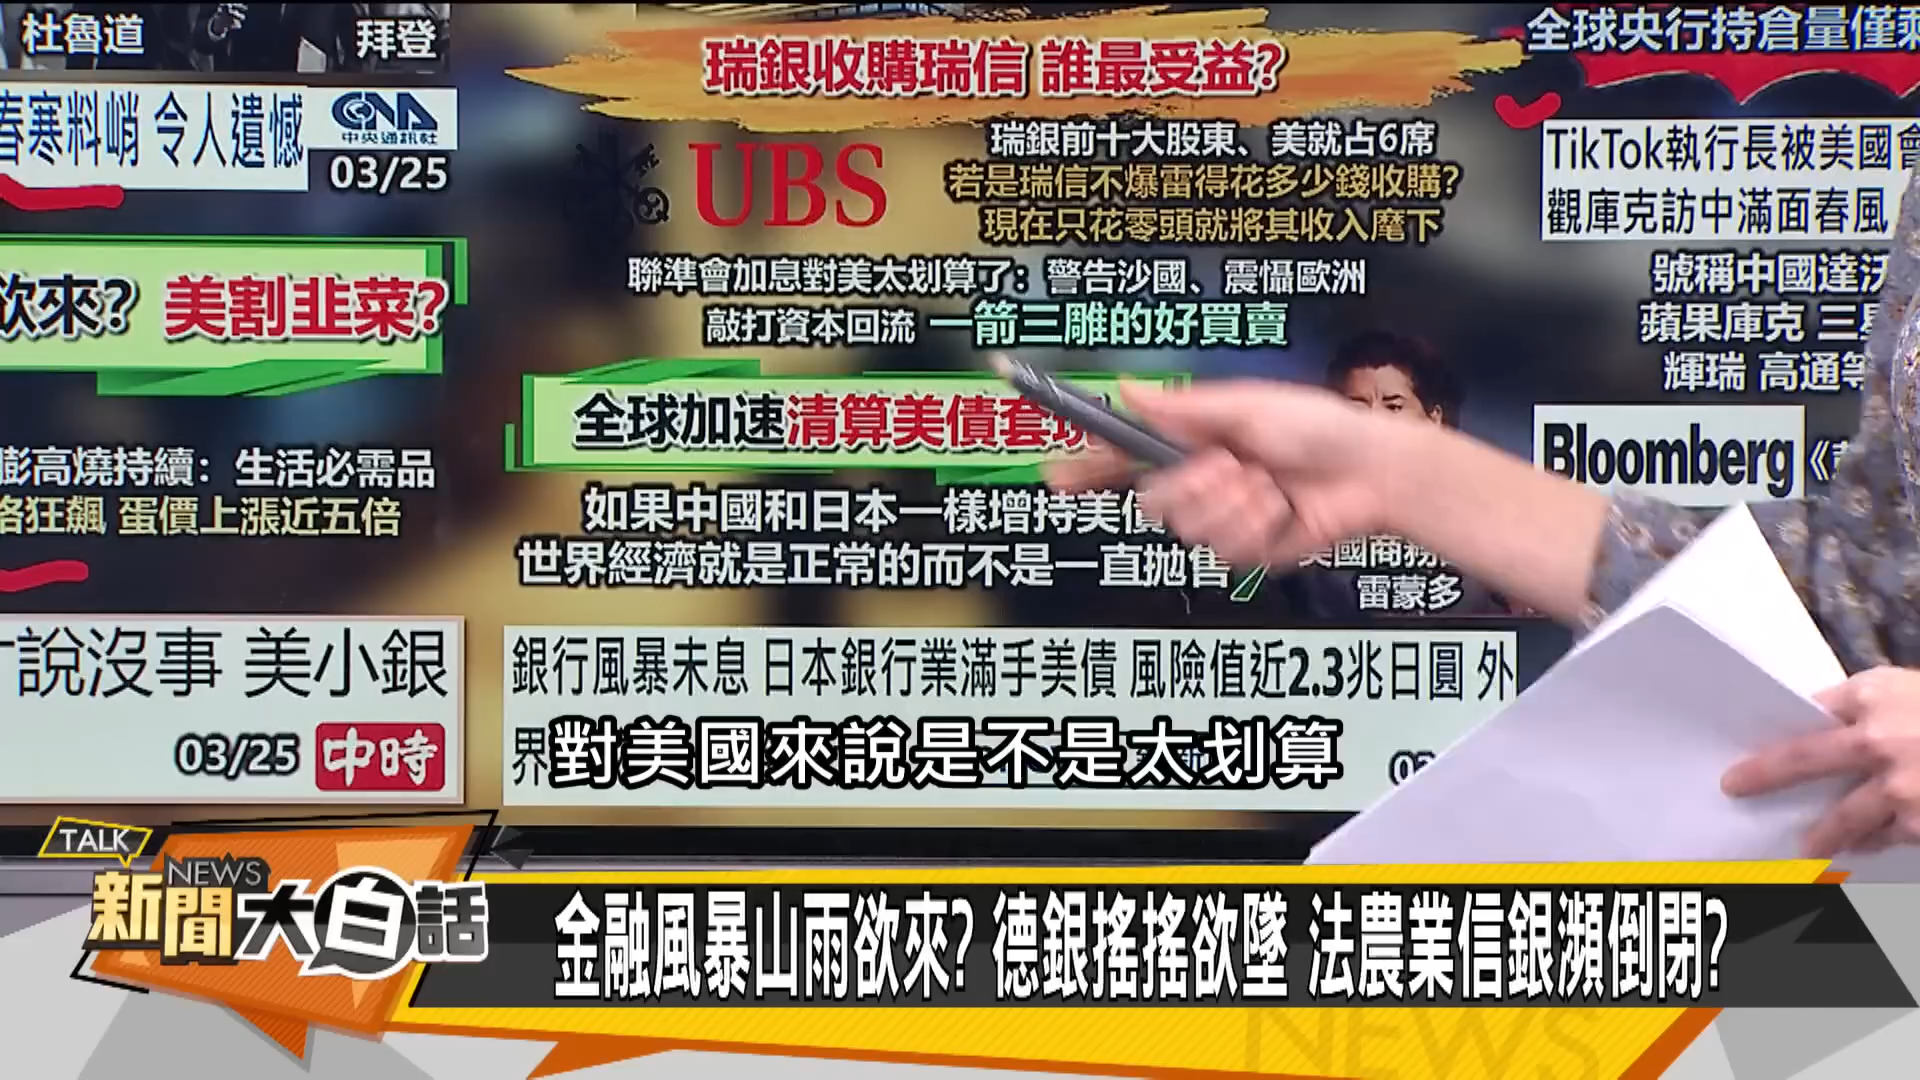 杜魯道
拜登
春寒料峭 令人遺憾
CNA
中央通訊社
03/25
欲來? 美割韭菜?
膨高燒持續：生活必需品
格狂飆 蛋價上漲近五倍
說沒事 美小銀
03/25 中時
瑞銀收購瑞信 誰最受益?
UBS
瑞銀前十大股東、美就占6席
若是瑞信不爆雷得花多少錢收購?
現在只花零頭就將其收入麾下
聯準會加息對美太划算了：警告沙國、震懾歐洲
敲打資本回流 一箭三雕的好買賣
全球加速清算美債套現
如果中國和日本一樣增持美債
世界經濟就是正常的而不是一直拋售
美國商務
雷蒙多
銀行風暴未息 日本銀行業滿手美債 風險值近2.3兆日圓 外
界
全球央行持倉量僅剩
TikTok執行長被美國會
觀庫克訪中滿面春風
號稱中國達沃
蘋果庫克 三星
輝瑞 高通等
Bloomberg
對美國來說是不是太划算
TALK
NEWS
新聞大白話
金融風暴山雨欲來? 德銀搖搖欲墜 法農業信銀瀕倒閉?
NEWS